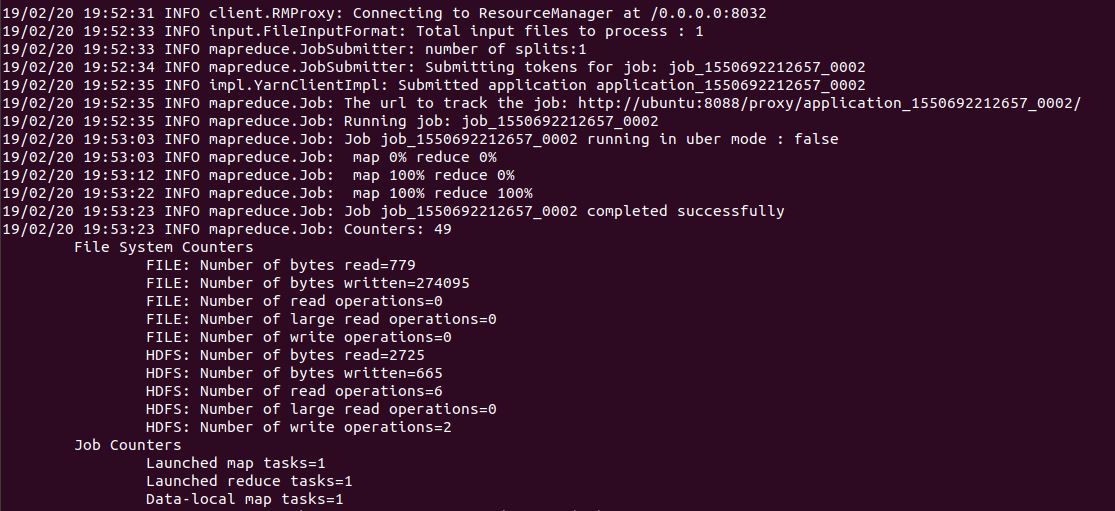 19/02/20 19:52:31 INFO client.RMProxy: Connecting to ResourceManager at /0.0.0.0:8032
19/02/20 19:52:33 INFO input.FileInputFormat: Total input files to process : 1
19/02/20 19:52:33 INFO mapreduce.JobSubmitter: number of splits:1
19/02/20 19:52:34 INFO mapreduce.JobSubmitter: Submitting tokens for job: job_1550692212657_0002
19/02/20 19:52:35 INFO impl.YarnClientImpl: Submitted application application_1550692212657_0002
19/02/20 19:52:35 INFO mapreduce.Job: The url to track the job: http://ubuntu:8088/proxy/application_1550692212657_0002/
19/02/20 19:52:35 INFO mapreduce.Job: Running job: job_1550692212657_0002
19/02/20 19:53:03 INFO mapreduce.Job: Job job_1550692212657_0002 running in uber mode : false
19/02/20 19:53:03 INFO mapreduce.Job:  map 0% reduce 0%
19/02/20 19:53:12 INFO mapreduce.Job:  map 100% reduce 0%
19/02/20 19:53:22 INFO mapreduce.Job:  map 100% reduce 100%
19/02/20 19:53:23 INFO mapreduce.Job: Job job_1550692212657_0002 completed successfully
19/02/20 19:53:23 INFO mapreduce.Job: Counters: 49
File System Counters
FILE: Number of bytes read=779
FILE: Number of bytes written=274095
FILE: Number of read operations=0
FILE: Number of large read operations=0
FILE: Number of write operations=0
HDFS: Number of bytes read=2725
HDFS: Number of bytes written=665
HDFS: Number of read operations=6
HDFS: Number of large read operations=0
HDFS: Number of write operations=2
Job Counters
Launched map tasks=1
Launched reduce tasks=1
Data-local map tasks=1